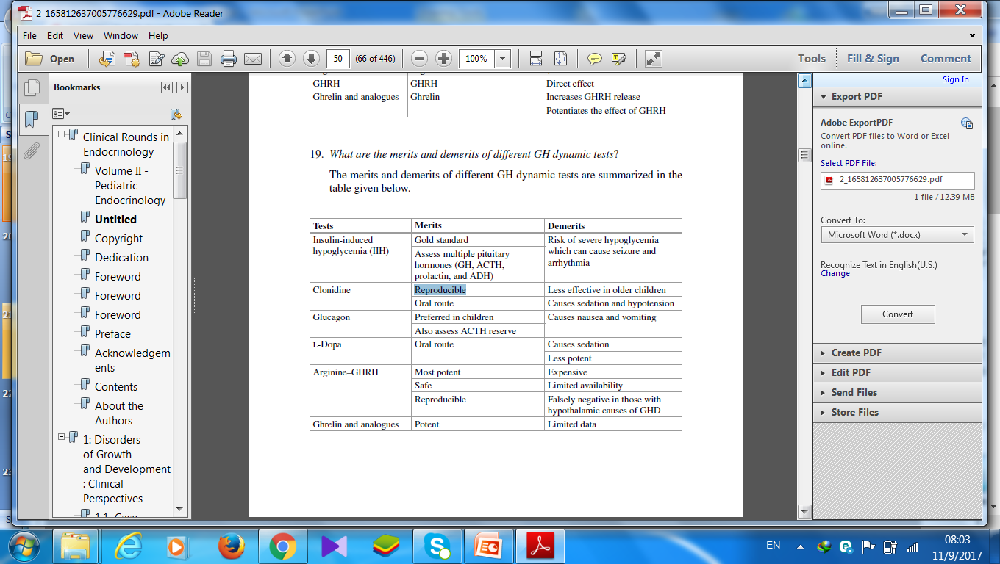 2_165812637005776629.pdf - Adobe Reader
File Edit View Window Help
Open 50 (66 of 446) 100% Tools Fill & Sign Comment
Bookmarks
Clinical Rounds in
Endocrinology
Volume II -
Pediatric
Endocrinology
Untitled
Copyright
Dedication
Foreword
Foreword
Foreword
Preface
Acknowledgem
ents
Contents
About the
Authors
1: Disorders
of Growth
and Development
: Clinical
Perspectives
GHRH GHRH Direct effect
Ghrelin and analogues Ghrelin Increases GHRH release
Potentiates the effect of GHRH
19. What are the merits and demerits of different GH dynamic tests?
The merits and demerits of different GH dynamic tests are summarized in the
table given below.
Tests Merits Demerits
Insulin-induced Gold standard Risk of severe hypoglycemia
hypoglycemia (IIH) Assess multiple pituitary which can cause seizure and
hormones (GH, ACTH, arrhythmia
prolactin, and ADH)
Clonidine Reproducible Less effective in older children
Oral route Causes sedation and hypotension
Glucagon Preferred in children Causes nausea and vomiting
Also assess ACTH reserve
L-Dopa Oral route Causes sedation
Less potent
Arginine–GHRH Most potent Expensive
Safe Limited availability
Reproducible Falsely negative in those with
hypothalamic causes of GHD
Ghrelin and analogues Potent Limited data
Sign In
Export PDF
Adobe ExportPDF
Convert PDF files to Word or Excel
online.
Select PDF File:
2_165812637005776629.pdf
1 file / 12.39 MB
Convert To:
Microsoft Word (*.docx)
Recognize Text in English(U.S.)
Change
Convert
Create PDF
Edit PDF
Send Files
Store Files
EN 08:03
11/9/2017